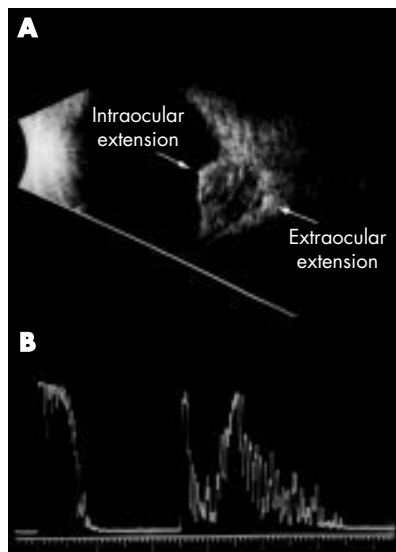 A
Intraocular
extension
Extraocular
extension
B